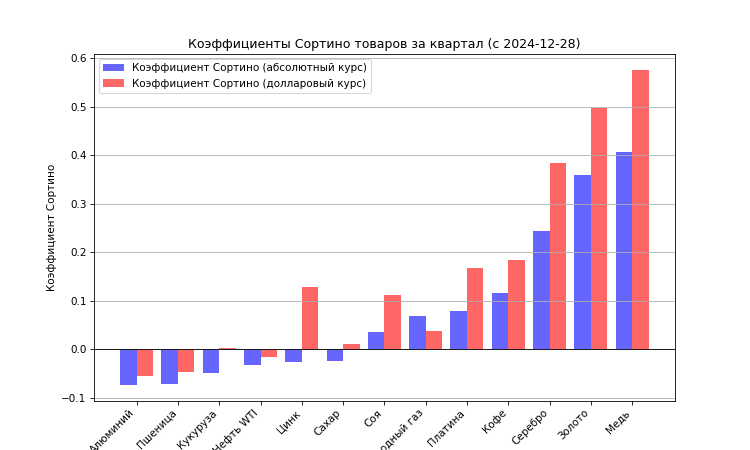 Коэффициенты Сортино товаров за квартал (с 2024-12-28)
Коэффициент Сортино (абсолютный курс)
Коэффициент Сортино (долларовый курс)
Коэффициент Сортино
0.6
0.5
0.4
0.3
0.2
0.1
0.0
−0.1
Алюминий
Пшеница
Кукуруза
Нефть WTI
Цинк
Сахар
Соя
газ
Платина
Кофе
Серебро
Золото
Медь